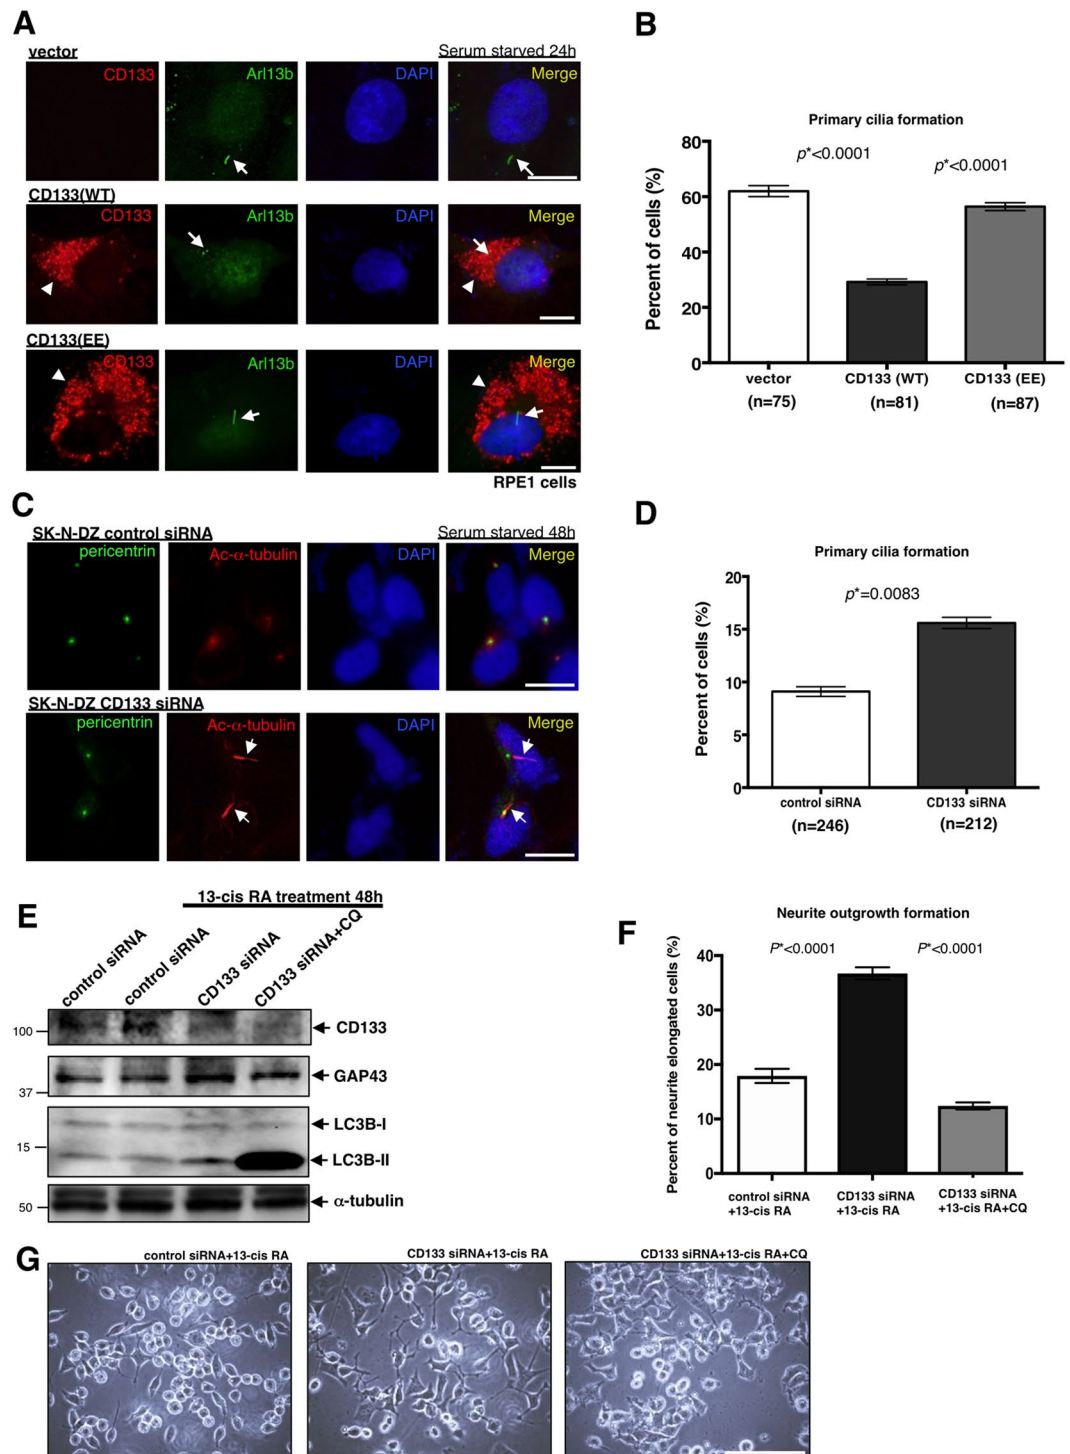 A
vector
Serum starved 24h
CD133
Arl13b
DAPI
Merge
CD133(WT)
CD133
Arl13b
DAPI
Merge
CD133(EE)
CD133
Arl13b
DAPI
Merge
RPE1 cells
B
Primary cilia formation
Percent of cells (%)
80
60
40
20
0
p*<0.0001
p*<0.0001
vector
CD133 (WT)
CD133 (EE)
(n=75)
(n=81)
(n=87)
C
SK-N-DZ control siRNA
Serum starved 48h
pericentrin
Ac-α-tubulin
DAPI
Merge
SK-N-DZ CD133 siRNA
pericentrin
Ac-α-tubulin
DAPI
Merge
D
Primary cilia formation
Percent of cells (%)
20
15
10
5
0
p*=0.0083
control siRNA
CD133 siRNA
(n=246)
(n=212)
E
13-cis RA treatment 48h
control siRNA
control siRNA
CD133 siRNA
CD133 siRNA+CQ
100
CD133
GAP43
37
LC3B-I
15
LC3B-II
50
α-tubulin
F
Neurite outgrowth formation
Percent of neurite elongated cells (%)
40
30
20
10
0
P*<0.0001
P*<0.0001
control siRNA
+13-cis RA
CD133 siRNA
+13-cis RA
CD133 siRNA
+13-cis RA+CQ
G
control siRNA+13-cis RA
CD133 siRNA+13-cis RA
CD133 siRNA+13-cis RA+CQ